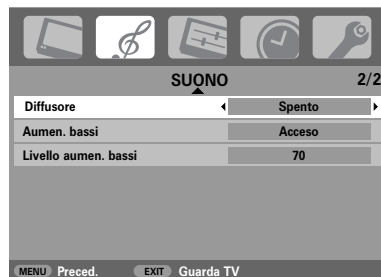 SUONO 2/2
Diffusore Spento
Aumen. bassi Acceso
Livello aumen. bassi 70
MENU Preced. EXIT Guarda TV